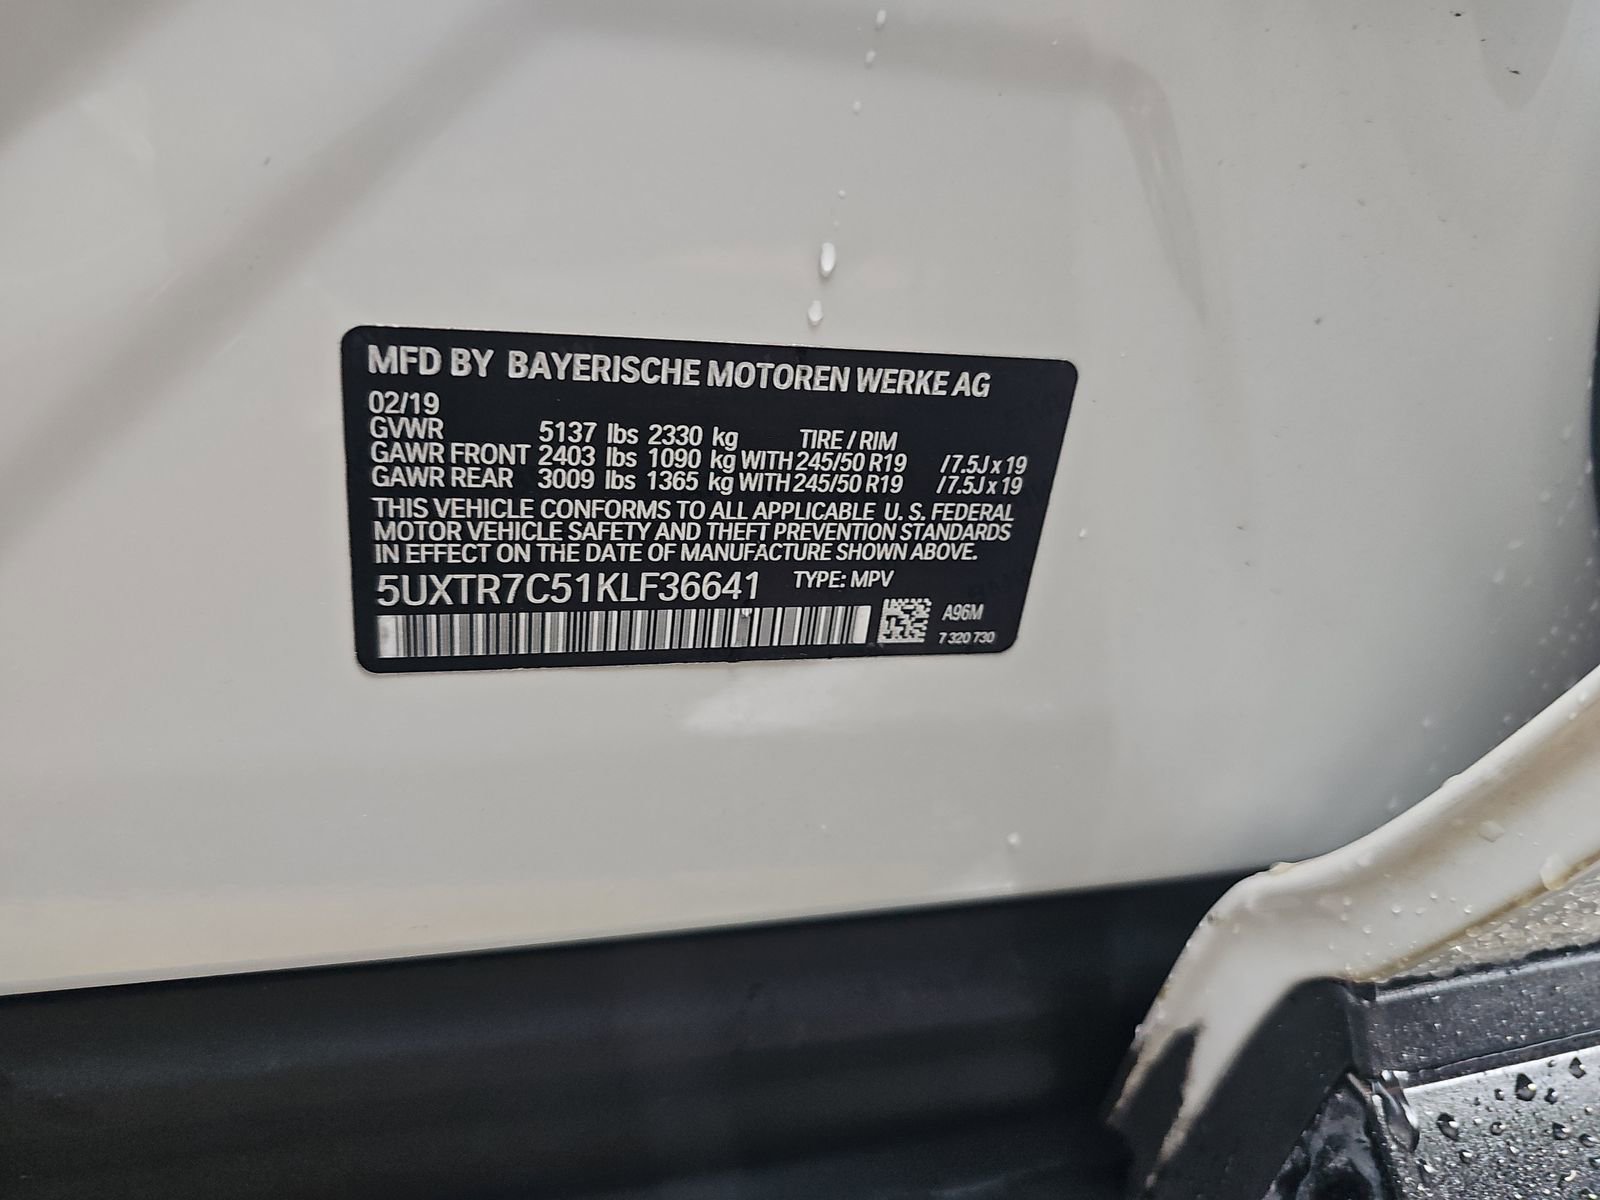 MFD BY BAYERISCHE MOTOREN WERKE AG
02/19
GVWR 5137 lbs 2330 kg TIRE / RIM
GAWR FRONT 2403 lbs 1090 kg WITH 245/50 R19 /7.5J x 19
GAWR REAR 3009 lbs 1365 kg WITH 245/50 R19 /7.5J x 19
THIS VEHICLE CONFORMS TO ALL APPLICABLE U. S. FEDERAL
MOTOR VEHICLE SAFETY AND THEFT PREVENTION STANDARDS
IN EFFECT ON THE DATE OF MANUFACTURE SHOWN ABOVE.
5UXTR7C51KLF36641 TYPE: MPV
A96M
7 320 730